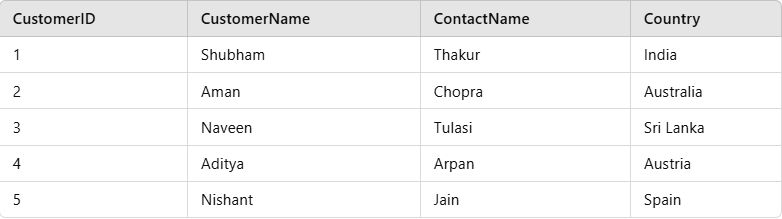 CustomerID CustomerName ContactName Country
1 Shubham Thakur India
2 Aman Chopra Australia
3 Naveen Tulasi Sri Lanka
4 Aditya Arpan Austria
5 Nishant Jain Spain